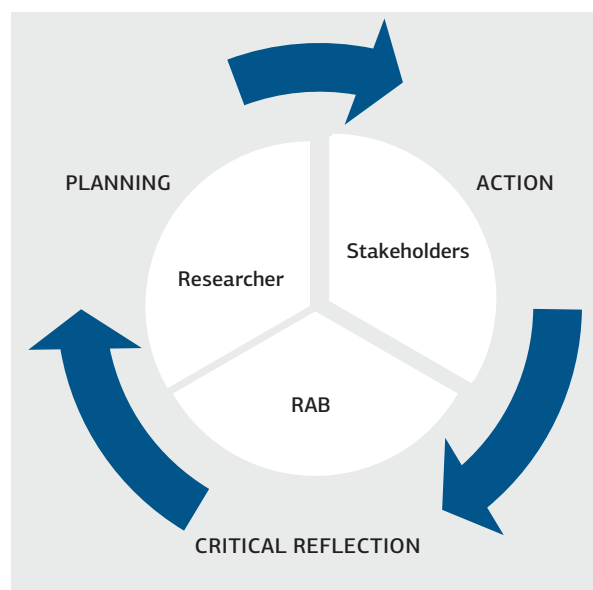 PLANNING
ACTION
Stakeholders
Researcher
RAB
CRITICAL REFLECTION